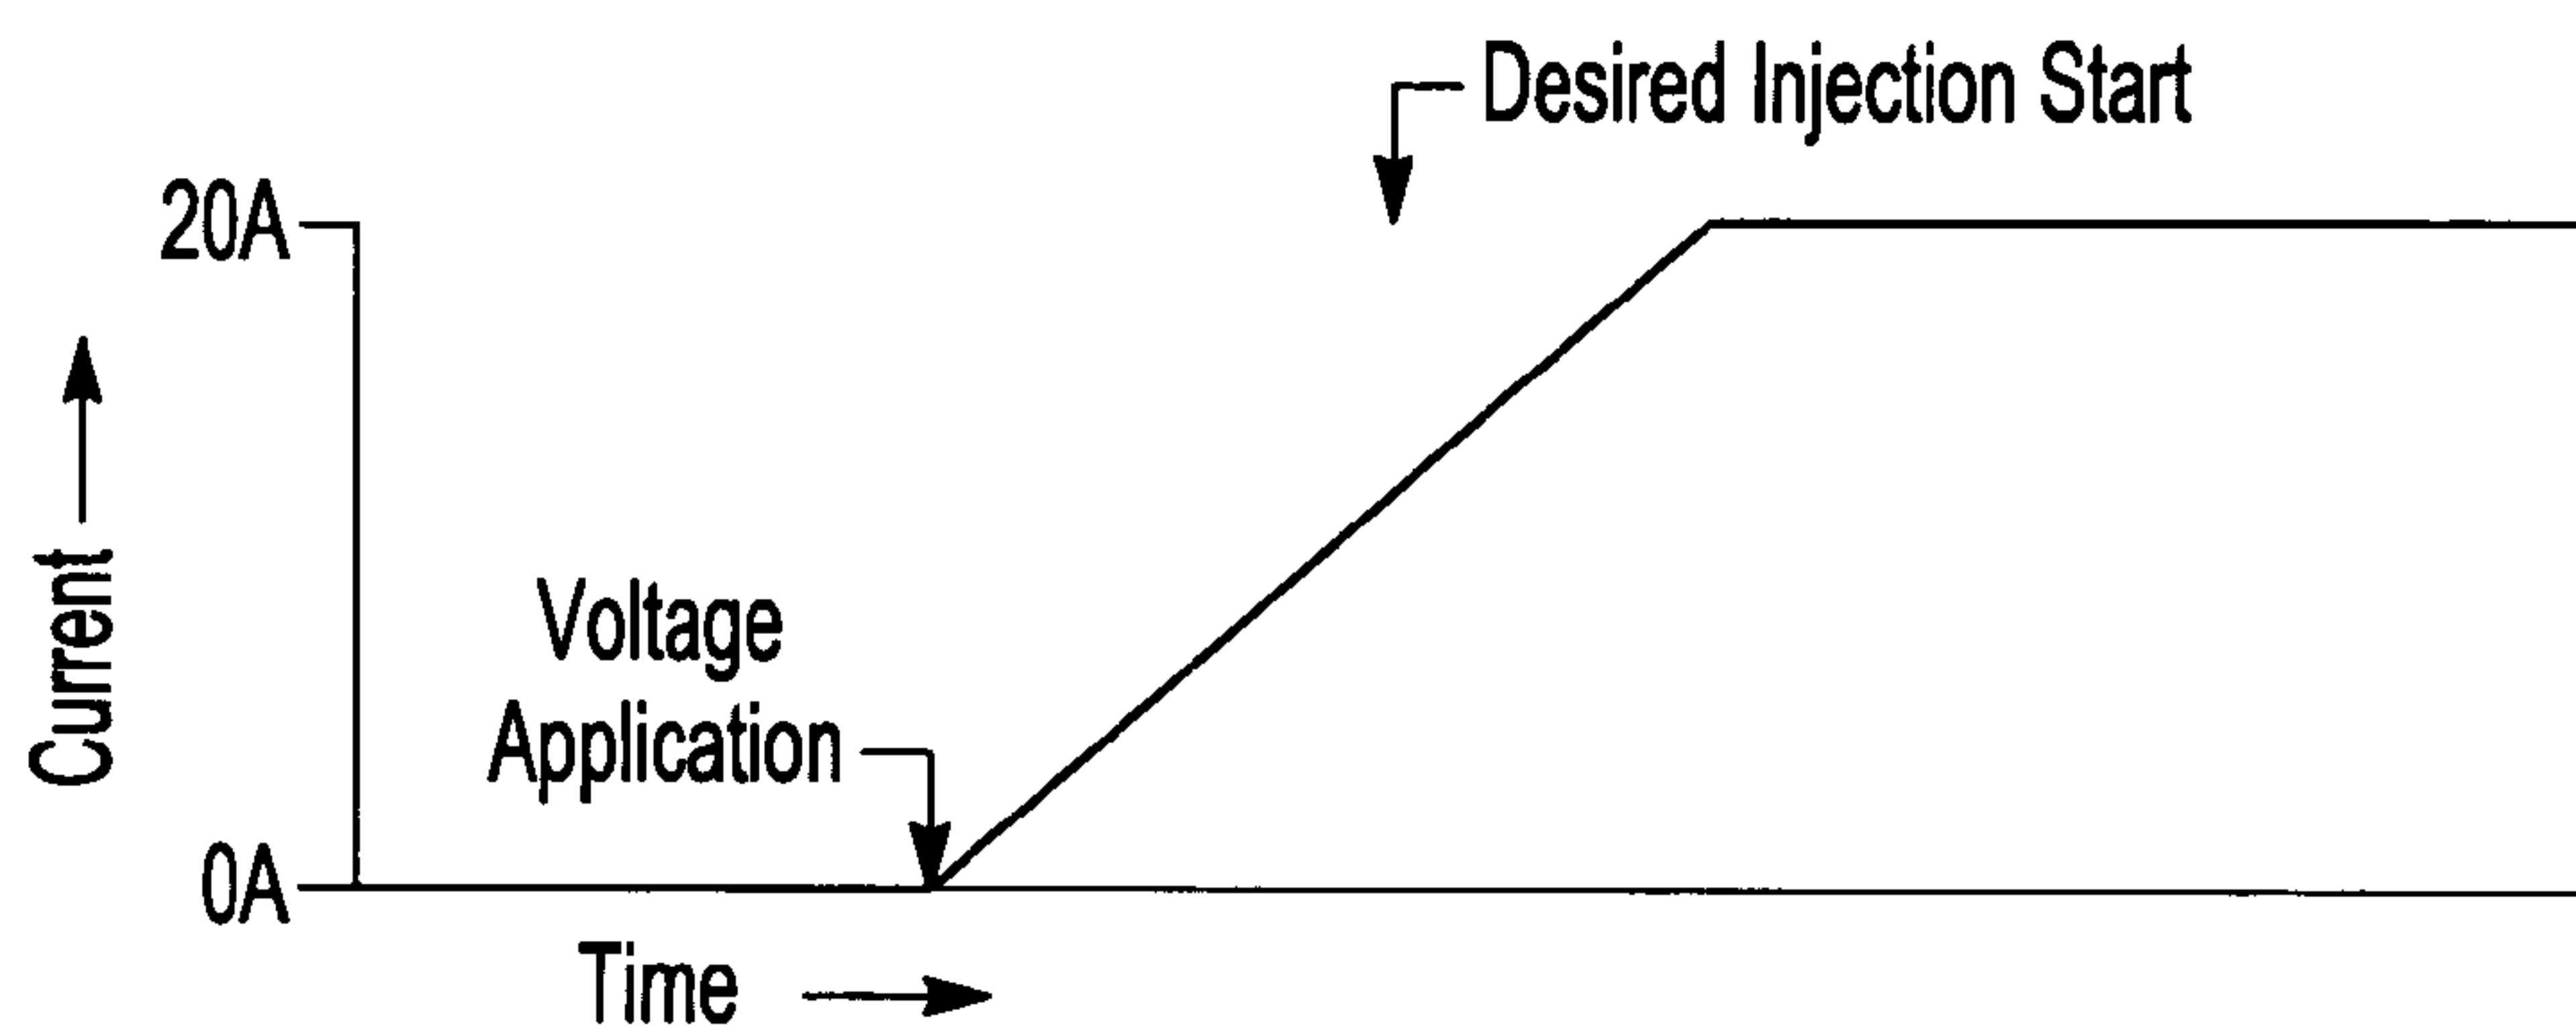 Desired Injection Start
20A
Current
Voltage
Application
0A
Time